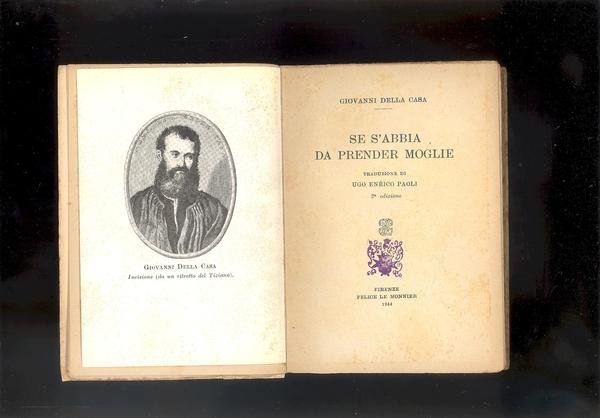 GIOVANNI DELLA CASA
Incisione (da un ritratto del Tiziano).
GIOVANNI DELLA CASA
SE S'ABBIA
DA PRENDER MOGLIE
TRADUZIONE DI
UGO ENRICO PAOLI
2ª edizione
FIRENZE
FELICE LE MONNIER
1944